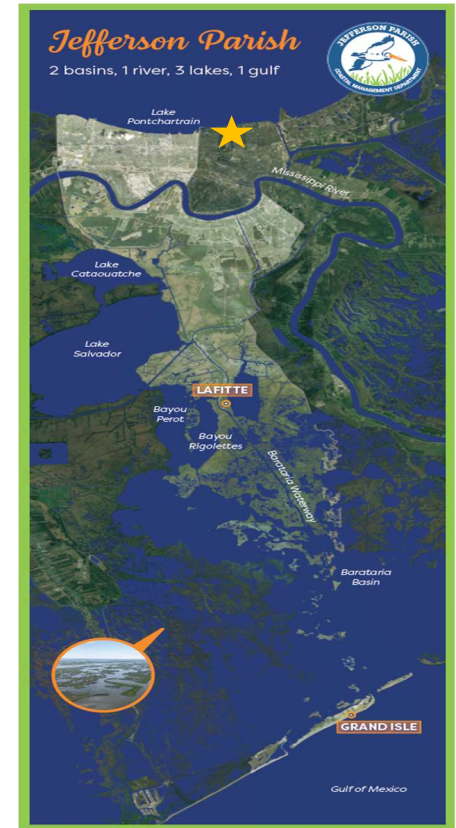 Jefferson Parish
2 basins, 1 river, 3 lakes, 1 gulf
JEFFERSON PARISH
COASTAL MANAGEMENT DEPARTMENT
Lake
Pontchartrain
Mississippi River
Lake
Cataouatche
Lake
Salvador
LAFITTE
Bayou
Perot
Bayou
Rigolettes
Barataria Waterway
Barataria
Basin
GRAND ISLE
Gulf of Mexico